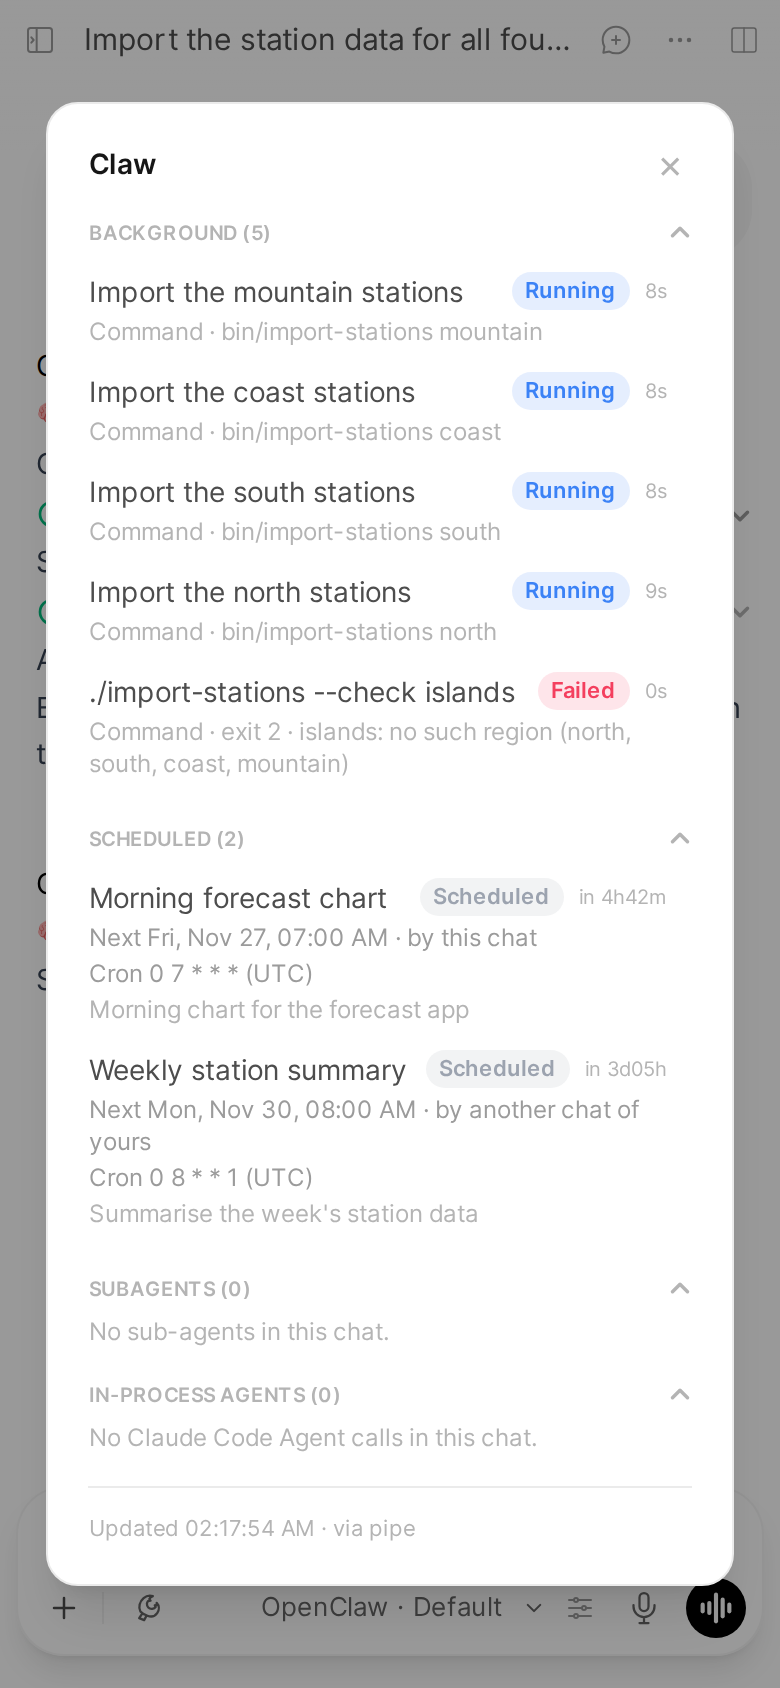 Import the station data for all fou...
Claw
BACKGROUND (5)
Import the mountain stations Running 8s
Command · bin/import-stations mountain
Import the coast stations Running 8s
Command · bin/import-stations coast
Import the south stations Running 8s
Command · bin/import-stations south
Import the north stations Running 9s
Command · bin/import-stations north
./import-stations --check islands Failed 0s
Command · exit 2 · islands: no such region (north,
south, coast, mountain)
SCHEDULED (2)
Morning forecast chart Scheduled in 4h42m
Next Fri, Nov 27, 07:00 AM · by this chat
Cron 0 7 * * * (UTC)
Morning chart for the forecast app
Weekly station summary Scheduled in 3d05h
Next Mon, Nov 30, 08:00 AM · by another chat of
yours
Cron 0 8 * * 1 (UTC)
Summarise the week's station data
SUBAGENTS (0)
No sub-agents in this chat.
IN-PROCESS AGENTS (0)
No Claude Code Agent calls in this chat.
Updated 02:17:54 AM · via pipe
OpenClaw · Default